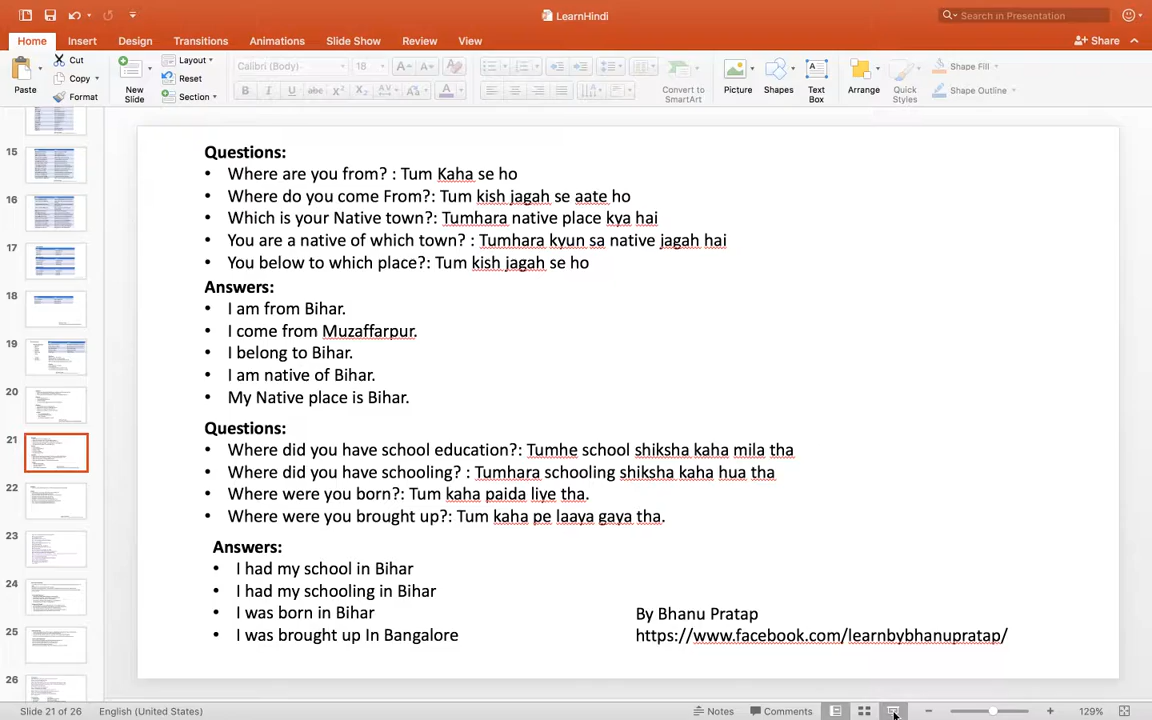 LearnHindi
Search in Presentation
Home Insert Design Transitions Animations Slide Show Review View
Share
Paste
Cut
Copy
Format
New Slide
Layout
Reset
Section
Calibri (Body) 18
Convert to SmartArt
Picture
Shapes
Text Box
Arrange
Quick Styles
Shape Fill
Shape Outline
15
16
17
18
19
20
21
22
23
24
25
26
Questions:
• Where are you from? : Tum Kaha se ho
• Where do you come From?: Tum kish jagah se aate ho
• Which is your Native town?: Tumhara native place kya hai
• You are a native of which town? : Tumhara kyun sa native jagah hai
• You below to which place?: Tum kish jagah se ho
Answers:
• I am from Bihar.
• I come from Muzaffarpur.
• I belong to Bihar.
• I am native of Bihar.
• My Native place is Bihar.
Questions:
• Where did you have school education?: Tumhe school shiksha kaha mila tha
• Where did you have schooling? : Tumhara schooling shiksha kaha hua tha
• Where were you born?: Tum kaha paida liye tha.
• Where were you brought up?: Tum kaha pe laaya gaya tha.
Answers:
• I had my school in Bihar
• I had my schooling in Bihar
• I was born in Bihar
• I was brought up In Bangalore
By Bhanu Pratap
https://www.facebook.com/learnbybhanupratap/
Slide 21 of 26 English (United States)
Notes Comments 129%